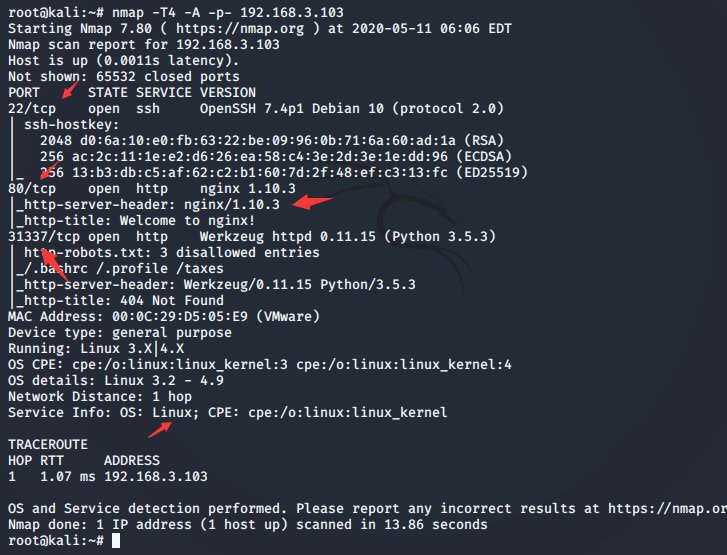 root@kali:~# nmap -T4 -A -p- 192.168.3.103
Starting Nmap 7.80 ( https://nmap.org ) at 2020-05-11 06:06 EDT
Nmap scan report for 192.168.3.103
Host is up (0.0011s latency).
Not shown: 65532 closed ports
PORT      STATE SERVICE VERSION
22/tcp    open  ssh     OpenSSH 7.4p1 Debian 10 (protocol 2.0)
| ssh-hostkey:
|   2048 d0:6a:10:e0:fb:63:22:be:09:96:0b:71:6a:60:ad:1a (RSA)
|   256 ac:2c:11:1e:e2:d6:26:ea:58:c4:3e:2d:3e:1e:dd:96 (ECDSA)
|_  256 13:b3:db:c5:af:62:c2:b1:60:7d:2f:48:ef:c3:13:fc (ED25519)
80/tcp    open  http    nginx 1.10.3
|_http-server-header: nginx/1.10.3
|_http-title: Welcome to nginx!
31337/tcp open  http    Werkzeug httpd 0.11.15 (Python 3.5.3)
| http-robots.txt: 3 disallowed entries
|_/.bashrc /.profile /taxes
|_http-server-header: Werkzeug/0.11.15 Python/3.5.3
|_http-title: 404 Not Found
MAC Address: 00:0C:29:D5:05:E9 (VMware)
Device type: general purpose
Running: Linux 3.X|4.X
OS CPE: cpe:/o:linux:linux_kernel:3 cpe:/o:linux:linux_kernel:4
OS details: Linux 3.2 - 4.9
Network Distance: 1 hop
Service Info: OS: Linux; CPE: cpe:/o:linux:linux_kernel
TRACEROUTE
HOP RTT     ADDRESS
1   1.07 ms 192.168.3.103
OS and Service detection performed. Please report any incorrect results at https://nmap.or
Nmap done: 1 IP address (1 host up) scanned in 13.86 seconds
root@kali:~#